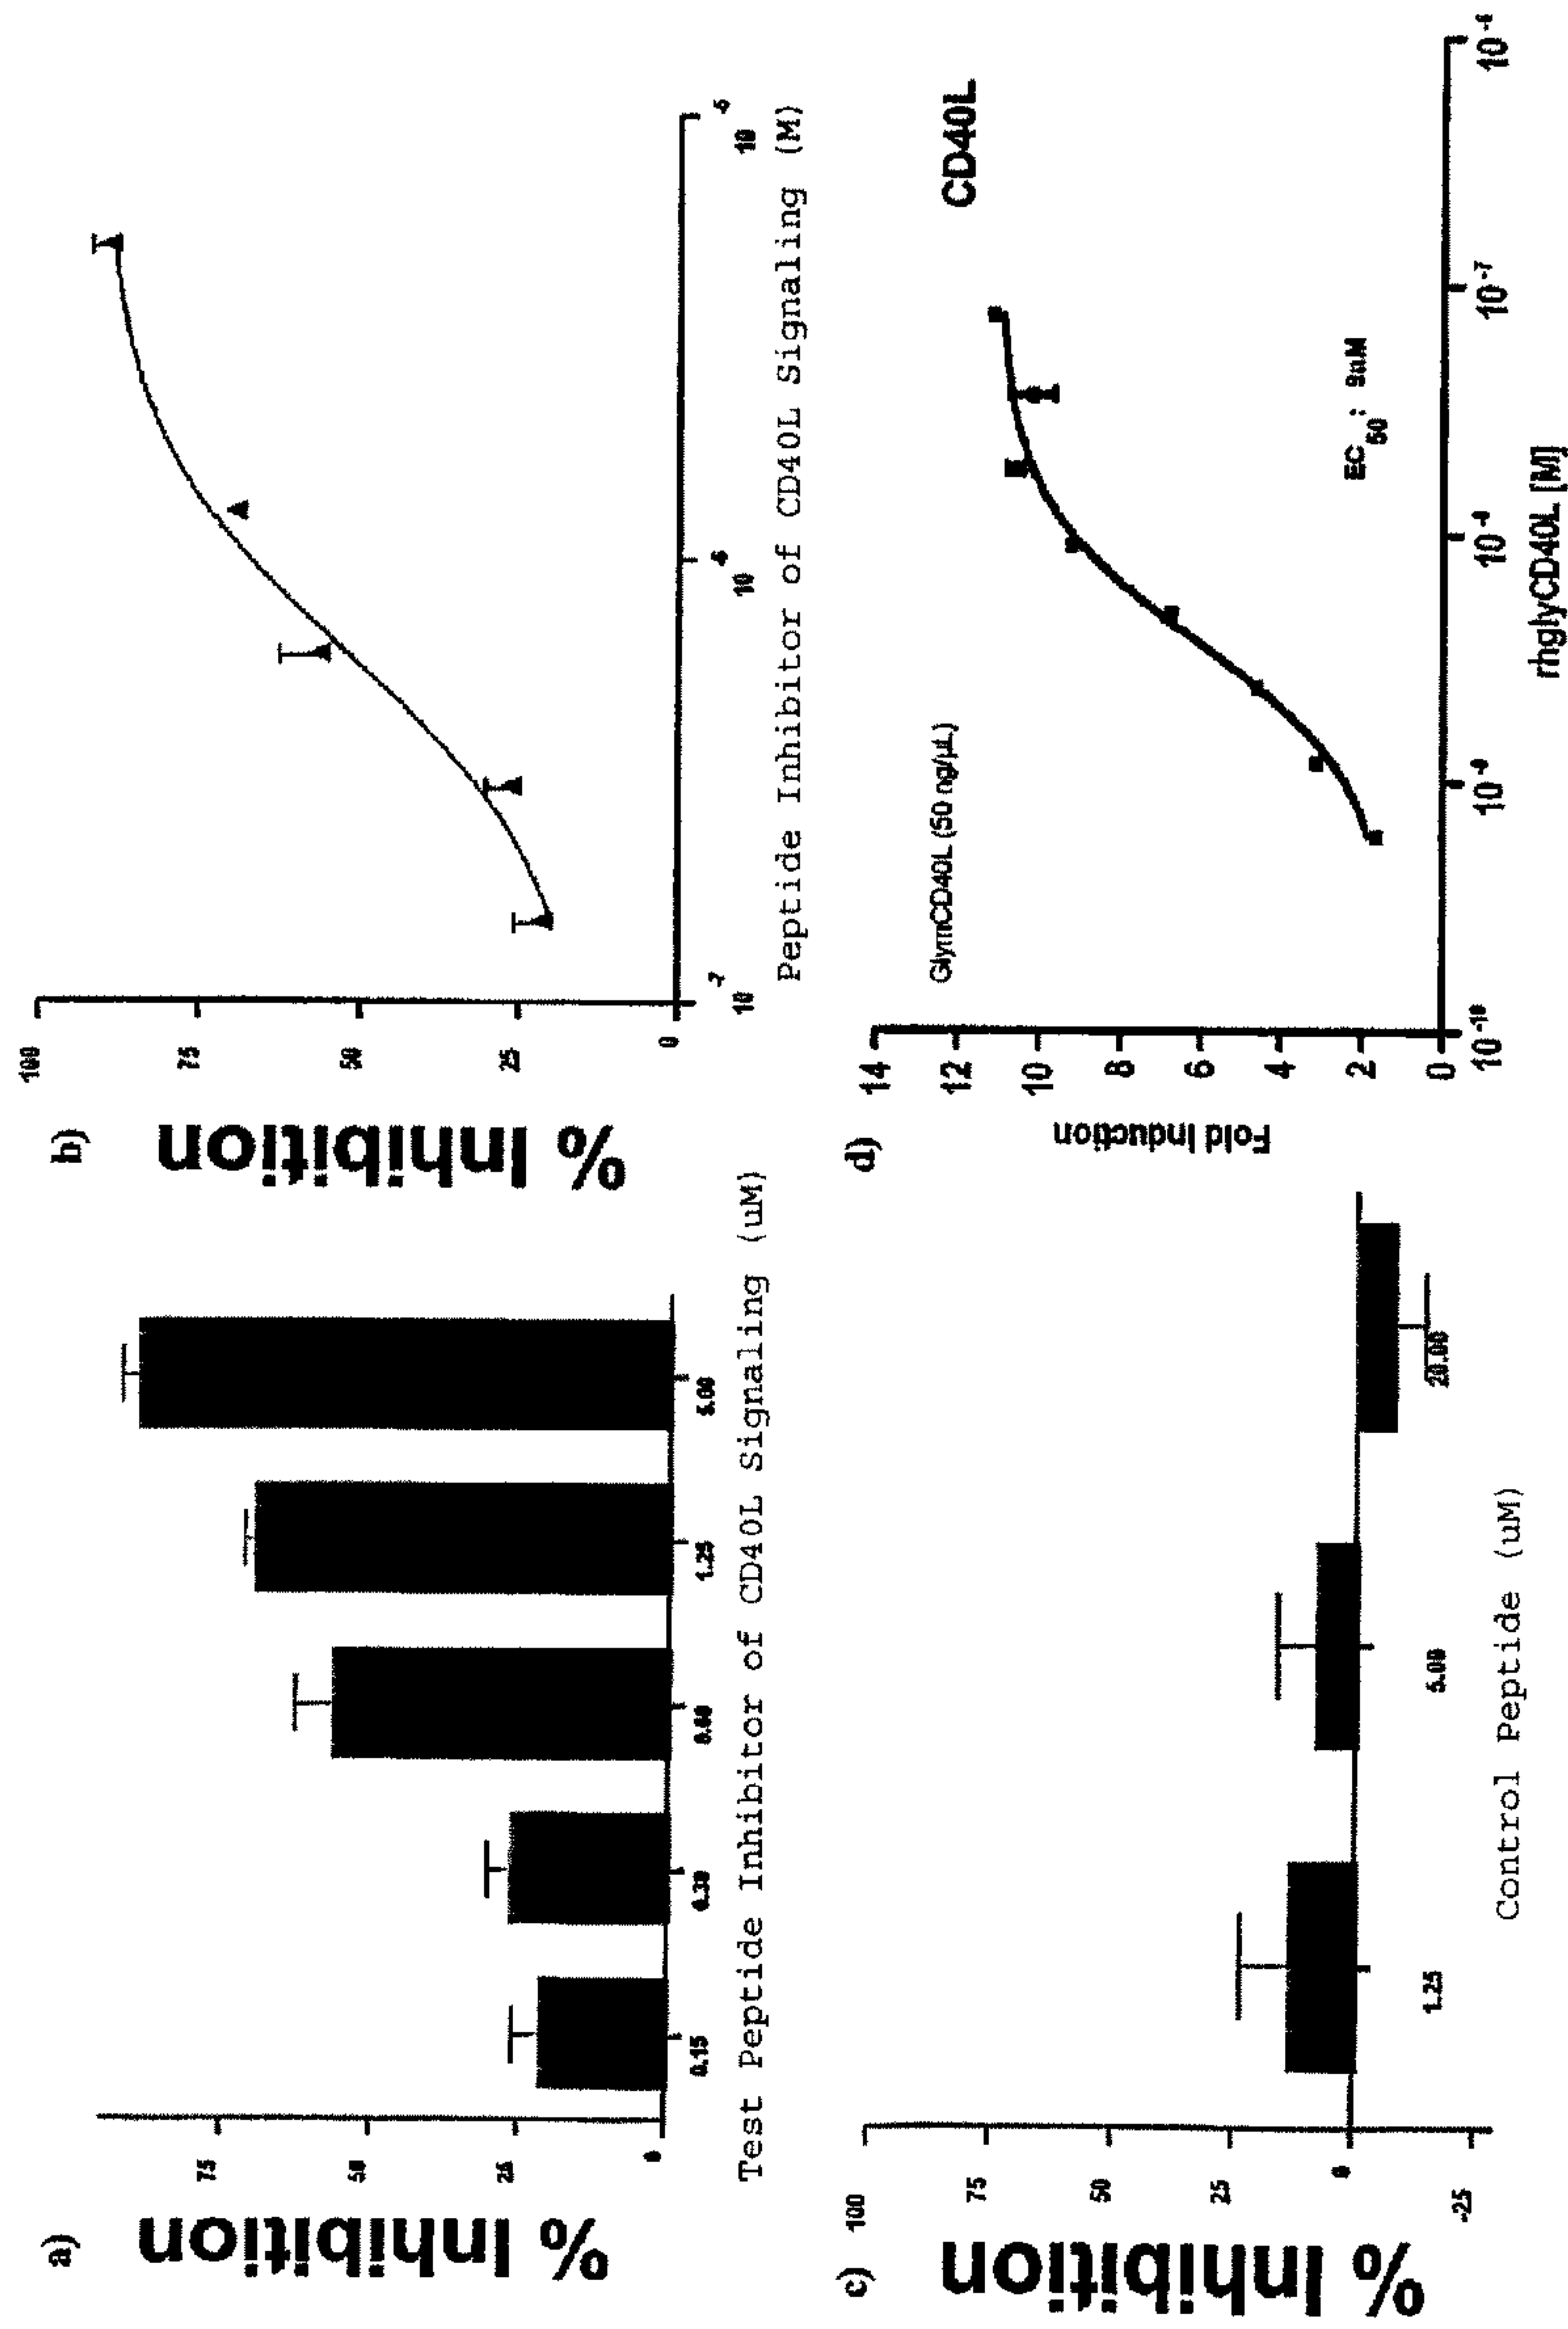 a)
% Inhibition
75
50
25
0
0.15
0.30
0.60
1.25
5.00
Test Peptide Inhibitor of CD40L Signaling (uM)
b)
% Inhibition
100
75
50
25
0
10^-7
10^-6
10^-5
Peptide Inhibitor of CD40L Signaling (M)
c)
% Inhibition
100
75
50
25
0
-25
1.25
5.00
20.00
Control Peptide (uM)
d)
Fold Induction
14
12
10
8
6
4
2
0
GlymCD40L (50 ng/µL)
CD40L
EC50:
10^-10
10^-9
10^-8
10^-7
10^-6
rhglyCD40L [M]